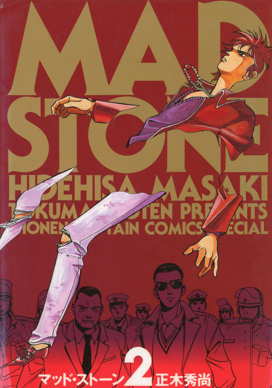 MAD
STONE
HIDEHISA MASAKI
TOKUMA SHOTEN PRESENTS
CAPTAIN COMICS SPECIAL
マッド・ストーン 2 正木秀尚